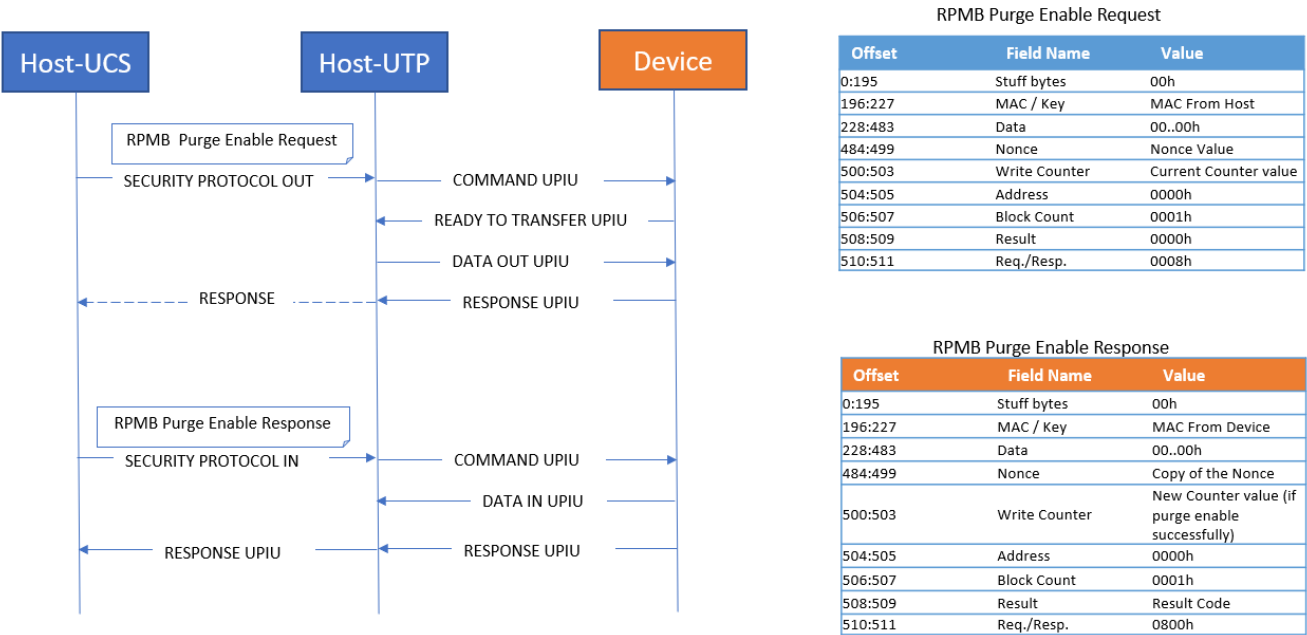 Host-UCS
Host-UTP
Device
RPMB  Purge Enable Request
SECURITY PROTOCOL OUT
COMMAND UPIU
READY TO TRANSFER UPIU
DATA OUT UPIU
RESPONSE
RESPONSE UPIU
RPMB Purge Enable Response
SECURITY PROTOCOL IN
COMMAND UPIU
DATA IN UPIU
RESPONSE UPIU
RESPONSE UPIU
RPMB Purge Enable Request
Offset Field Name Value
0:195 Stuff bytes 00h
196:227 MAC / Key MAC From Host
228:483 Data 00..00h
484:499 Nonce Nonce Value
500:503 Write Counter Current Counter value
504:505 Address 0000h
506:507 Block Count 0001h
508:509 Result 0000h
510:511 Req./Resp. 0008h
RPMB Purge Enable Response
Offset Field Name Value
0:195 Stuff bytes 00h
196:227 MAC / Key MAC From Device
228:483 Data 00..00h
484:499 Nonce Copy of the Nonce
500:503 Write Counter New Counter value (if
purge enable
successfully)
504:505 Address 0000h
506:507 Block Count 0001h
508:509 Result Result Code
510:511 Req./Resp. 0800h